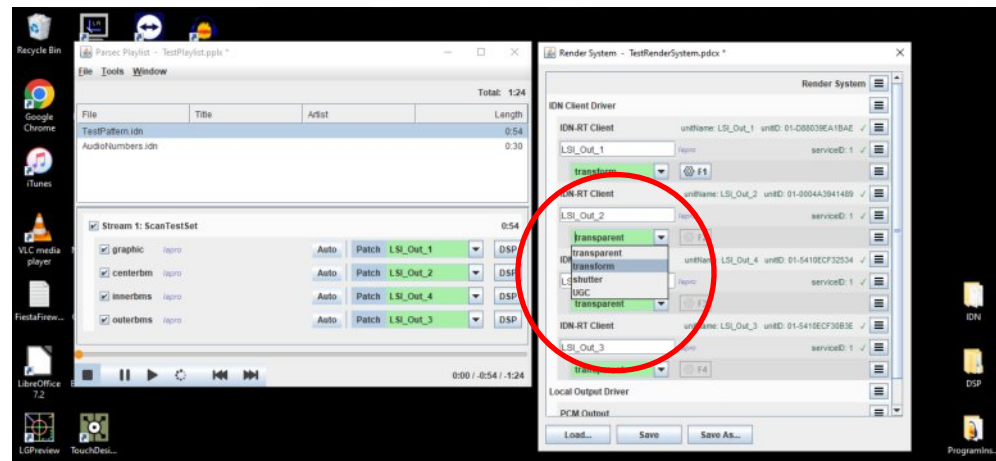 Recycle Bin
Google
Chrome
iTunes
VLC media
player
FiestaFirew...
LibreOffice
7.2
LGPreview
TouchDesi...
Parsec Playlist - TestPlaylist.pplx *
File Tools Window
Total: 1:24
File Title Artist Length
TestPattern.idn 0:54
AudioNumbers.idn 0:30
Stream 1: ScanTestSet 0:54
graphic lapro Auto Patch LSI_Out_1 DSP
centerbm lapro Auto Patch LSI_Out_2 DSP
innerbms lapro Auto Patch LSI_Out_4 DSP
outerbms lapro Auto Patch LSI_Out_3 DSP
0:00 / -0:54 / -1:24
Render System - TestRenderSystem.pdcx *
Render System
IDN Client Driver
IDN-RT Client unitName: LSI_Out_1 unitID: 01-D88039EA1BAE
LSI_Out_1 lapro serviceID: 1
transform F1
IDN-RT Client unitName: LSI_Out_2 unitID: 01-0004A3941489
LSI_Out_2 lapro serviceID: 1
transparent
transparent
transform
shutter
UGC
unitName: LSI_Out_4 unitID: 01-5410ECF32534
serviceID: 1
transparent F3
IDN-RT Client unitName: LSI_Out_3 unitID: 01-5410ECF30B3E
LSI_Out_3 lapro serviceID: 1
transparent F4
Local Output Driver
PCM Output
Load... Save Save As...
IDN
DSP
ProgramIns...